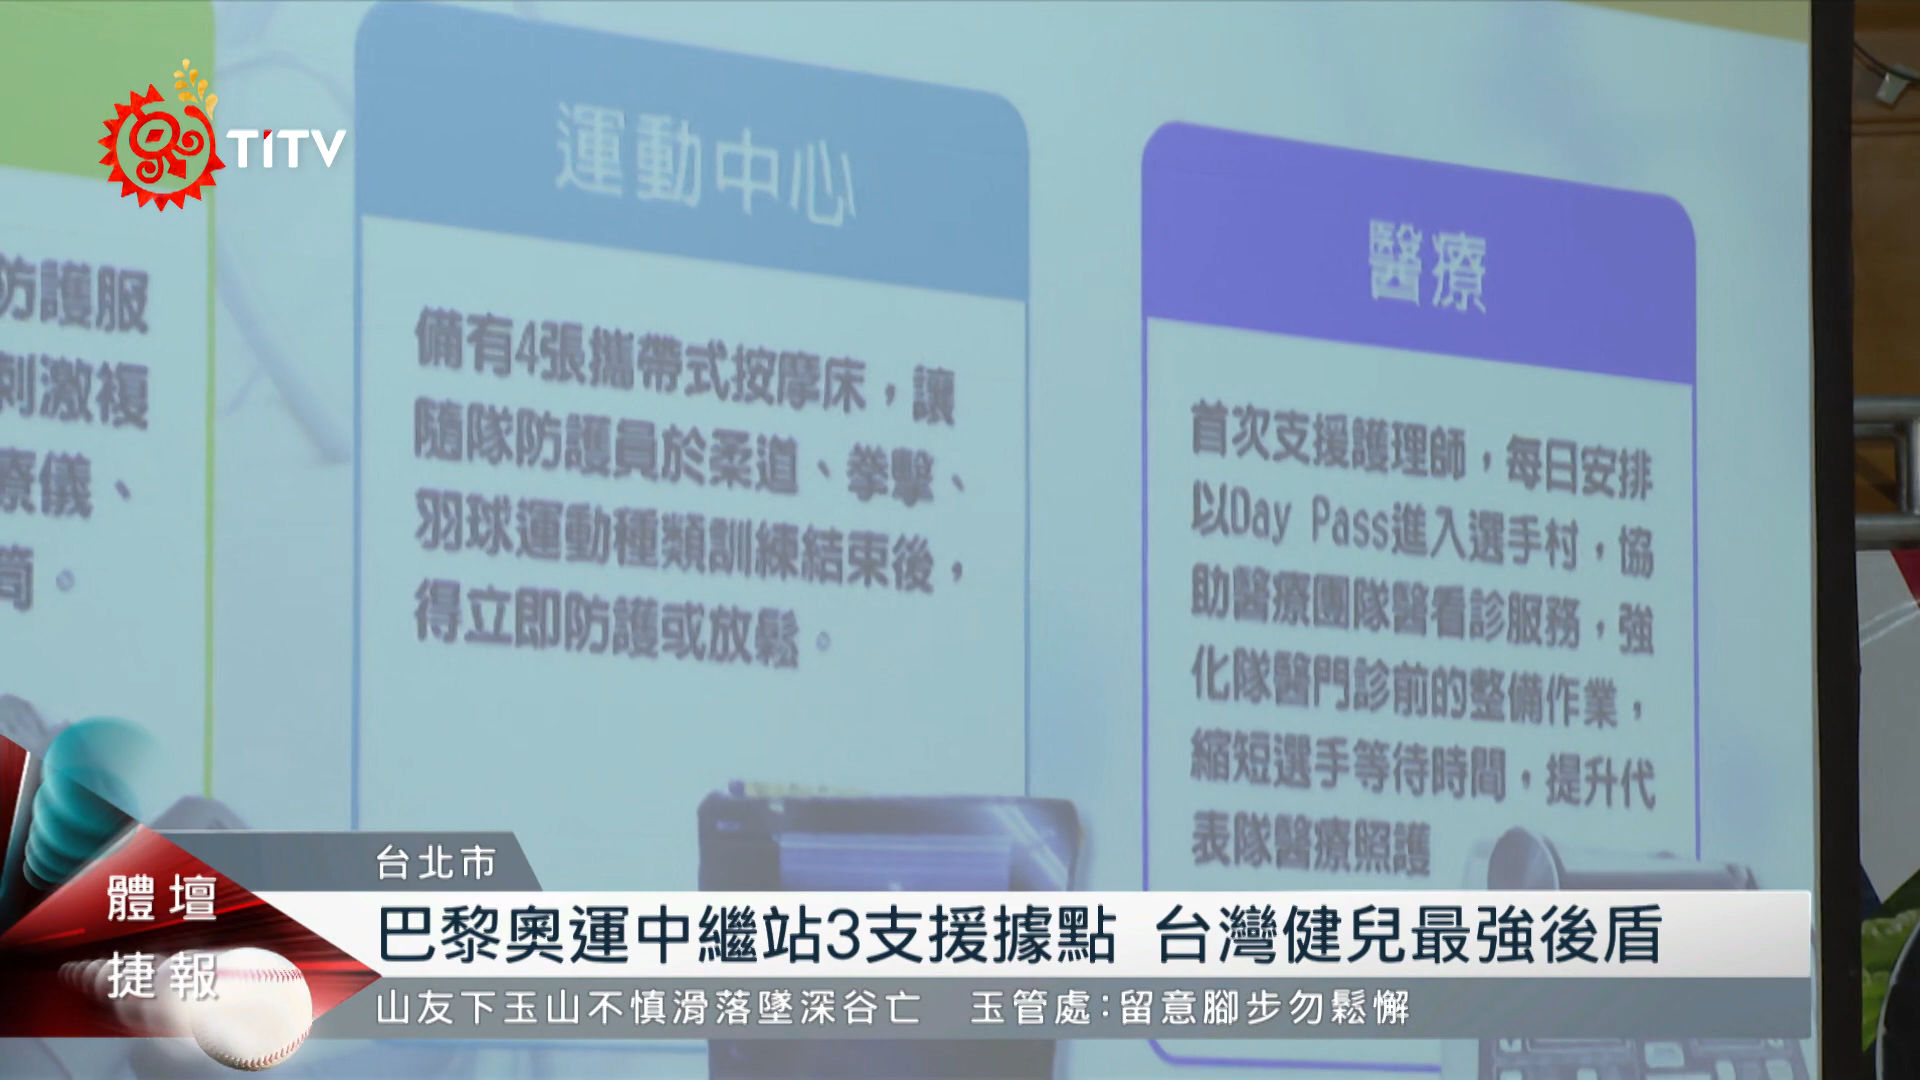 TiTV
防護服
刺激複
療儀、
筒。
運動中心
備有4張攜帶式按摩床，讓
隨隊防護員於柔道、拳擊、
羽球運動種類訓練結束後，
得立即防護或放鬆。
醫療
首次支援護理師，每日安排
以Day Pass進入選手村，協
助醫療團隊醫看診服務，強
化隊醫門診前的整備作業，
縮短選手等待時間，提升代
表隊醫療照護
台北市
體壇
捷報
巴黎奧運中繼站3支援據點 台灣健兒最強後盾
山友下玉山不慎滑落墜深谷亡 玉管處:留意腳步勿鬆懈